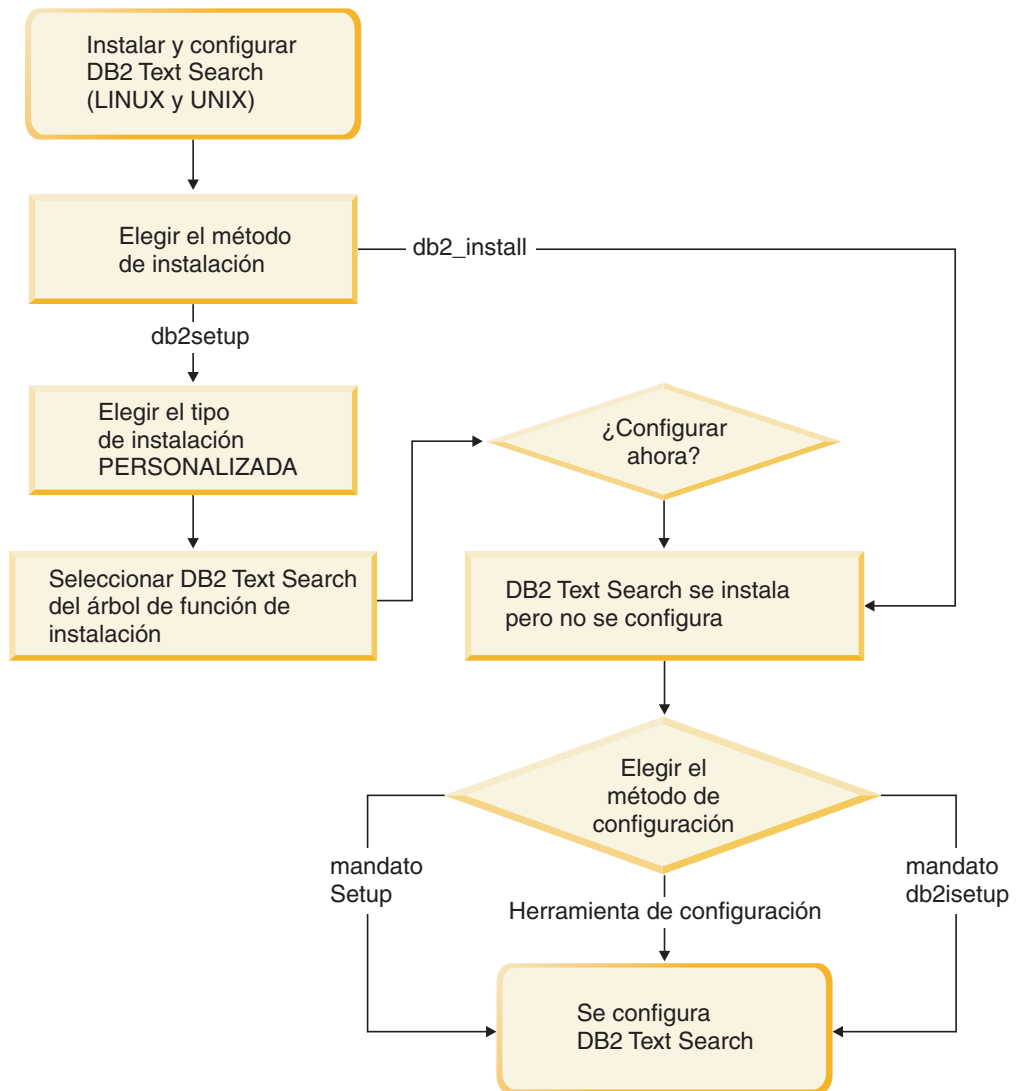 Instalar y configurar
DB2 Text Search
(LINUX y UNIX)
Elegir el método
de instalación
db2_install
db2setup
Elegir el tipo
de instalación
PERSONALIZADA
¿Configurar
ahora?
Seleccionar DB2 Text Search
del árbol de función de
instalación
DB2 Text Search se instala
pero no se configura
Elegir el
método de
configuración
mandato
Setup
Herramienta de configuración
mandato
db2isetup
Se configura
DB2 Text Search